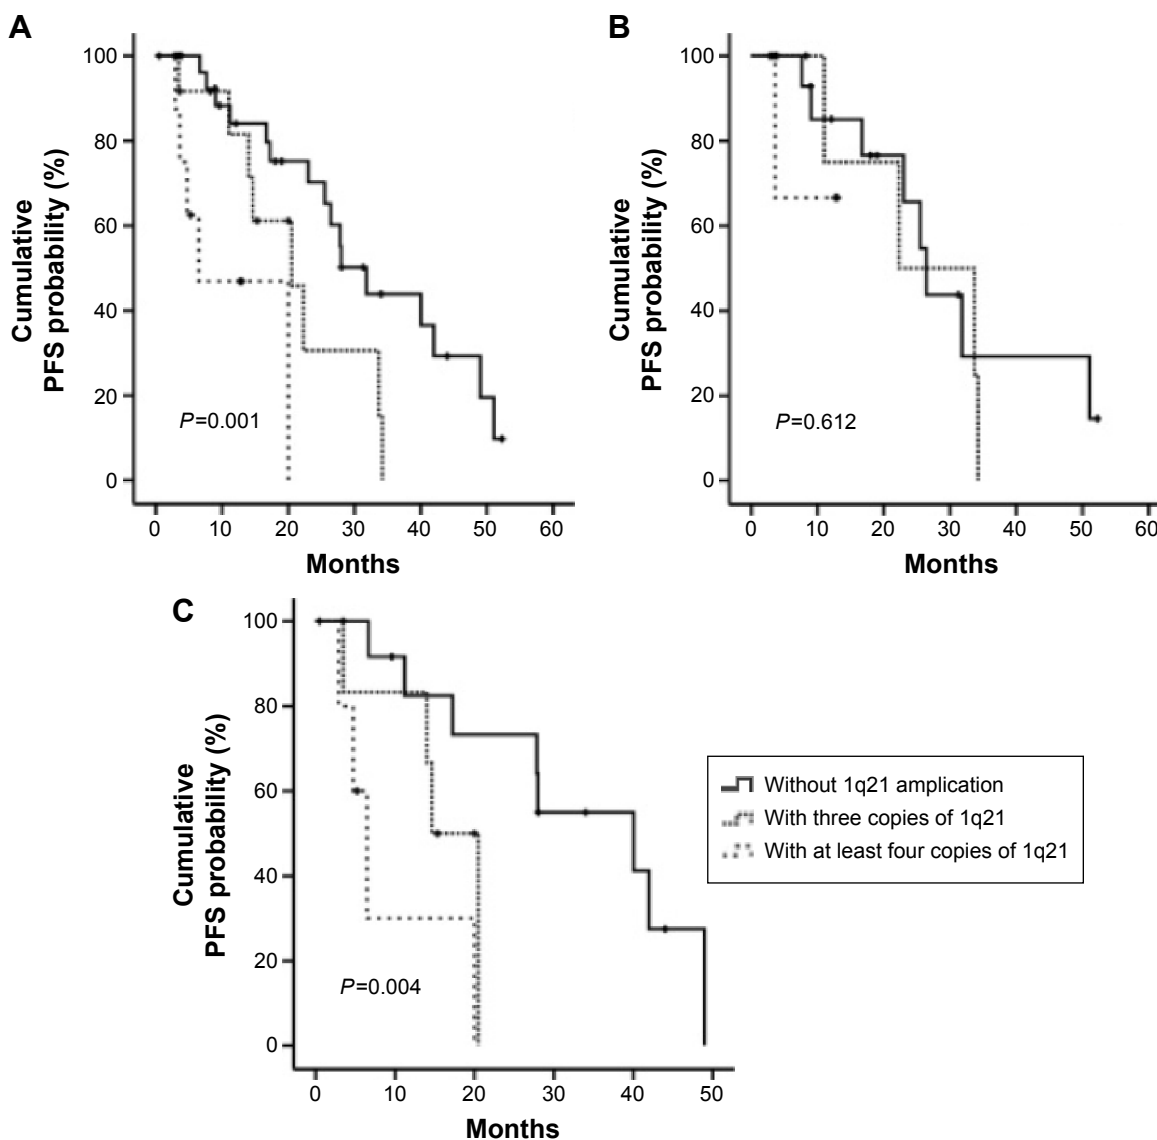 A
100
80
60
40
20
0
Cumulative
PFS probability (%)
P=0.001
0 10 20 30 40 50 60
Months
B
100
80
60
40
20
0
Cumulative
PFS probability (%)
P=0.612
0 10 20 30 40 50 60
Months
C
100
80
60
40
20
0
Cumulative
PFS probability (%)
P=0.004
0 10 20 30 40 50
Months
Without 1q21 amplication
With three copies of 1q21
With at least four copies of 1q21